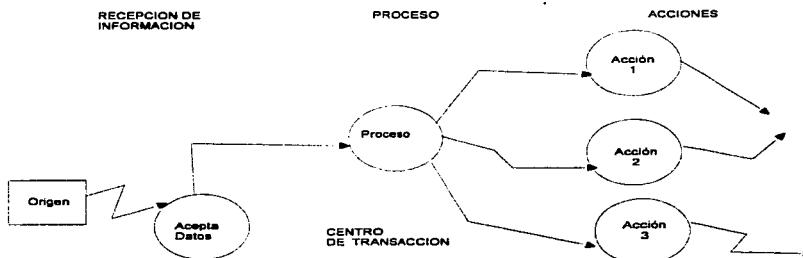 RECEPCION DE
INFORMACION
PROCESO
ACCIONES
Acción
1
Proceso
Acción
2
Origen
Acepta
Datos
CENTRO
DE TRANSACCION
Acción
3